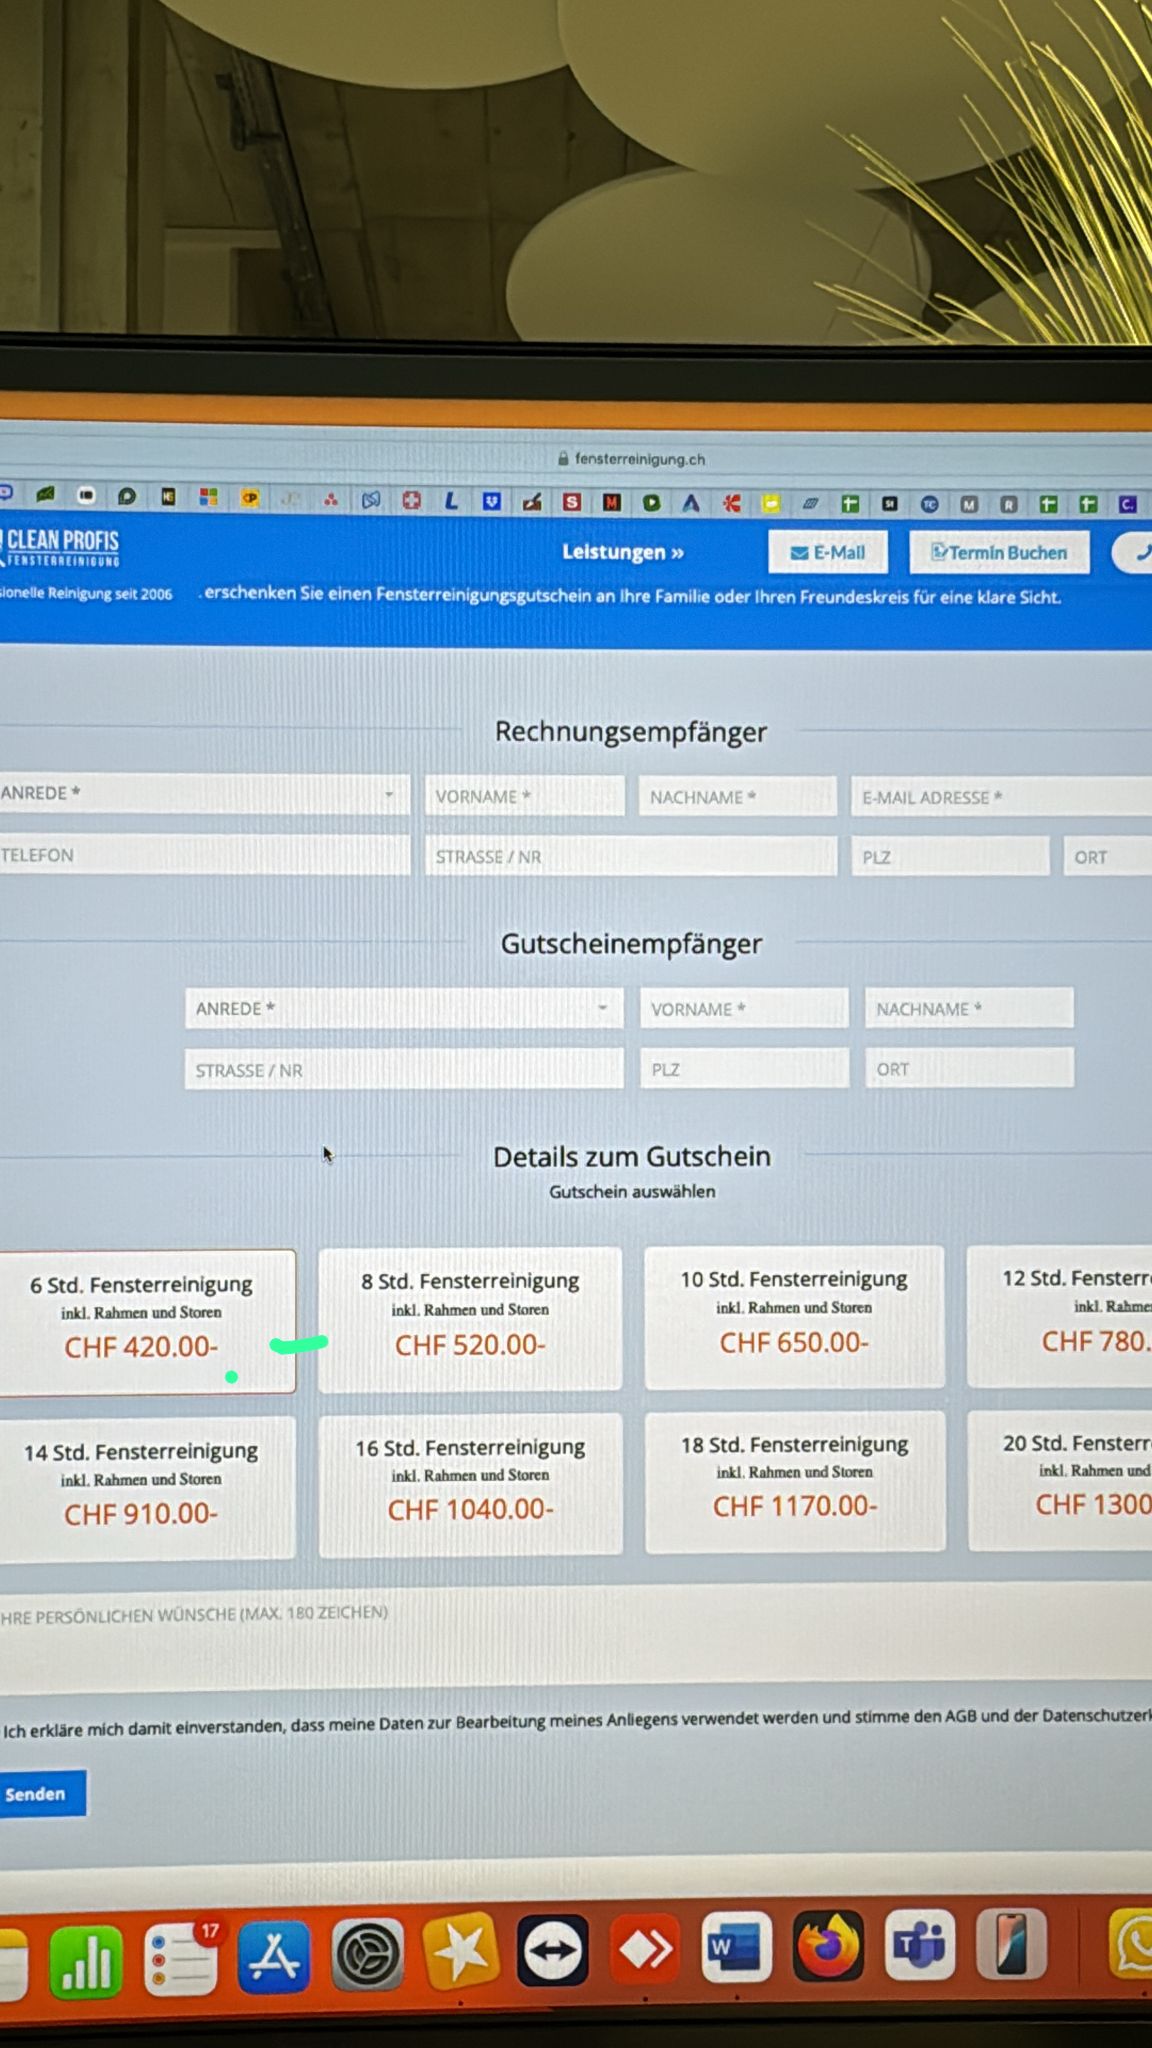 fensterreinigung.ch
CLEAN PROFIS
FENSTERREINIGUNG
Leistungen »
E-Mail
Termin Buchen
sionelle Reinigung seit 2006
.erschenken Sie einen Fensterreinigungsgutschein an Ihre Familie oder Ihren Freundeskreis für eine klare Sicht.
Rechnungsempfänger
ANREDE * VORNAME * NACHNAME * E-MAIL ADRESSE *
TELEFON STRASSE / NR PLZ ORT
Gutscheinempfänger
ANREDE * VORNAME * NACHNAME *
STRASSE / NR PLZ ORT
Details zum Gutschein
Gutschein auswählen
6 Std. Fensterreinigung
inkl. Rahmen und Storen
CHF 420.00-
8 Std. Fensterreinigung
inkl. Rahmen und Storen
CHF 520.00-
10 Std. Fensterreinigung
inkl. Rahmen und Storen
CHF 650.00-
12 Std. Fensterr
inkl. Rahme
CHF 780.
14 Std. Fensterreinigung
inkl. Rahmen und Storen
CHF 910.00-
16 Std. Fensterreinigung
inkl. Rahmen und Storen
CHF 1040.00-
18 Std. Fensterreinigung
inkl. Rahmen und Storen
CHF 1170.00-
20 Std. Fensterr
inkl. Rahmen und
CHF 1300
HRE PERSÖNLICHEN WÜNSCHE (MAX. 180 ZEICHEN)
Ich erkläre mich damit einverstanden, dass meine Daten zur Bearbeitung meines Anliegens verwendet werden und stimme den AGB und der Datenschutzerk
Senden
17